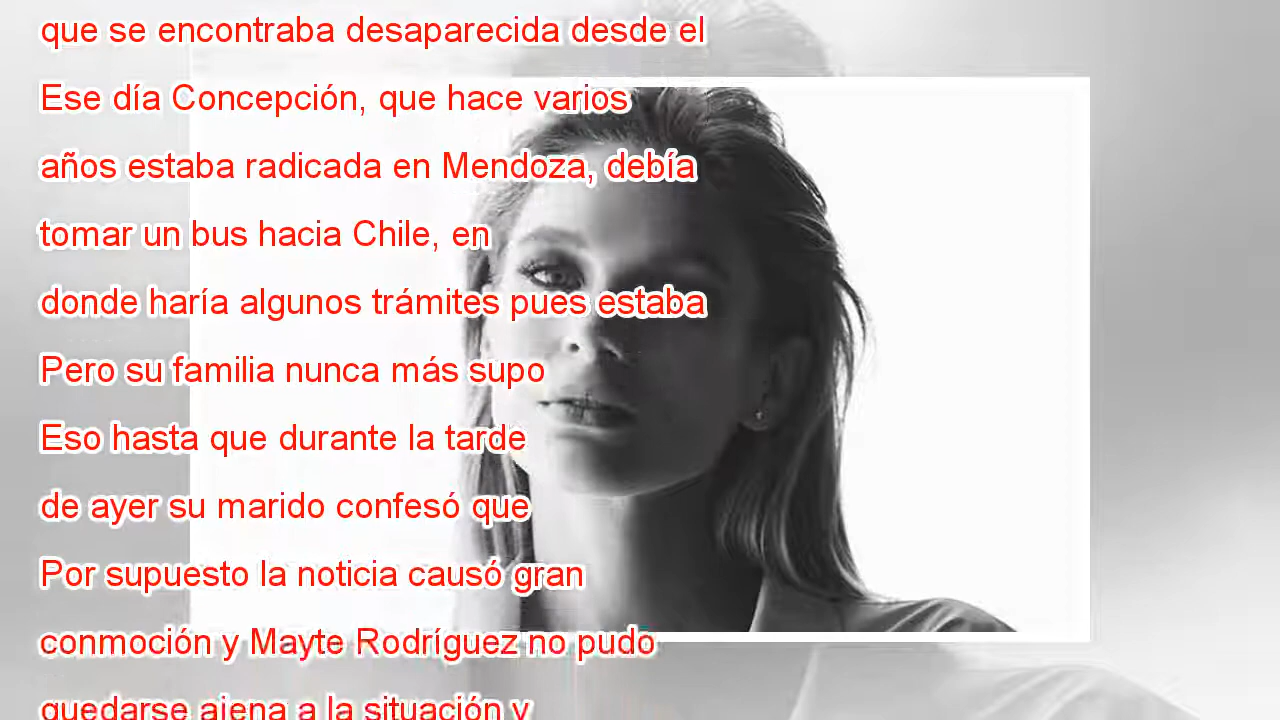 que se encontraba desaparecida desde el
Ese día Concepción, que hace varios
años estaba radicada en Mendoza, debía
tomar un bus hacia Chile, en
donde haría algunos trámites pues estaba
Pero su familia nunca más supo
Eso hasta que durante la tarde
de ayer su marido confesó que
Por supuesto la noticia causó gran
conmoción y Mayte Rodríguez no pudo
quedarse ajena a la situación y